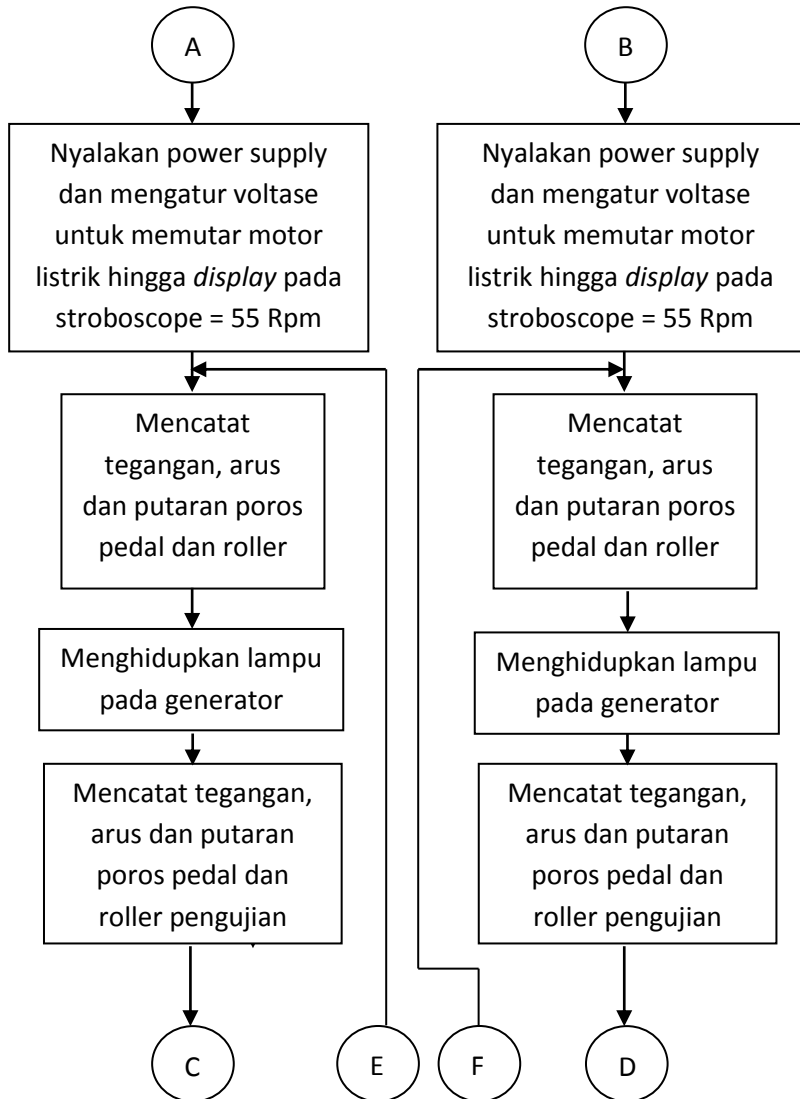 A
Nyalakan power supply
dan mengatur voltase
untuk memutar motor
listrik hingga display pada
stroboscope = 55 Rpm
Mencatat
tegangan, arus
dan putaran poros
pedal dan roller
Menghidupkan lampu
pada generator
Mencatat tegangan,
arus dan putaran
poros pedal dan
roller pengujian
C
E
B
Nyalakan power supply
dan mengatur voltase
untuk memutar motor
listrik hingga display pada
stroboscope = 55 Rpm
Mencatat
tegangan, arus
dan putaran poros
pedal dan roller
Menghidupkan lampu
pada generator
Mencatat tegangan,
arus dan putaran
poros pedal dan
roller pengujian
F
D